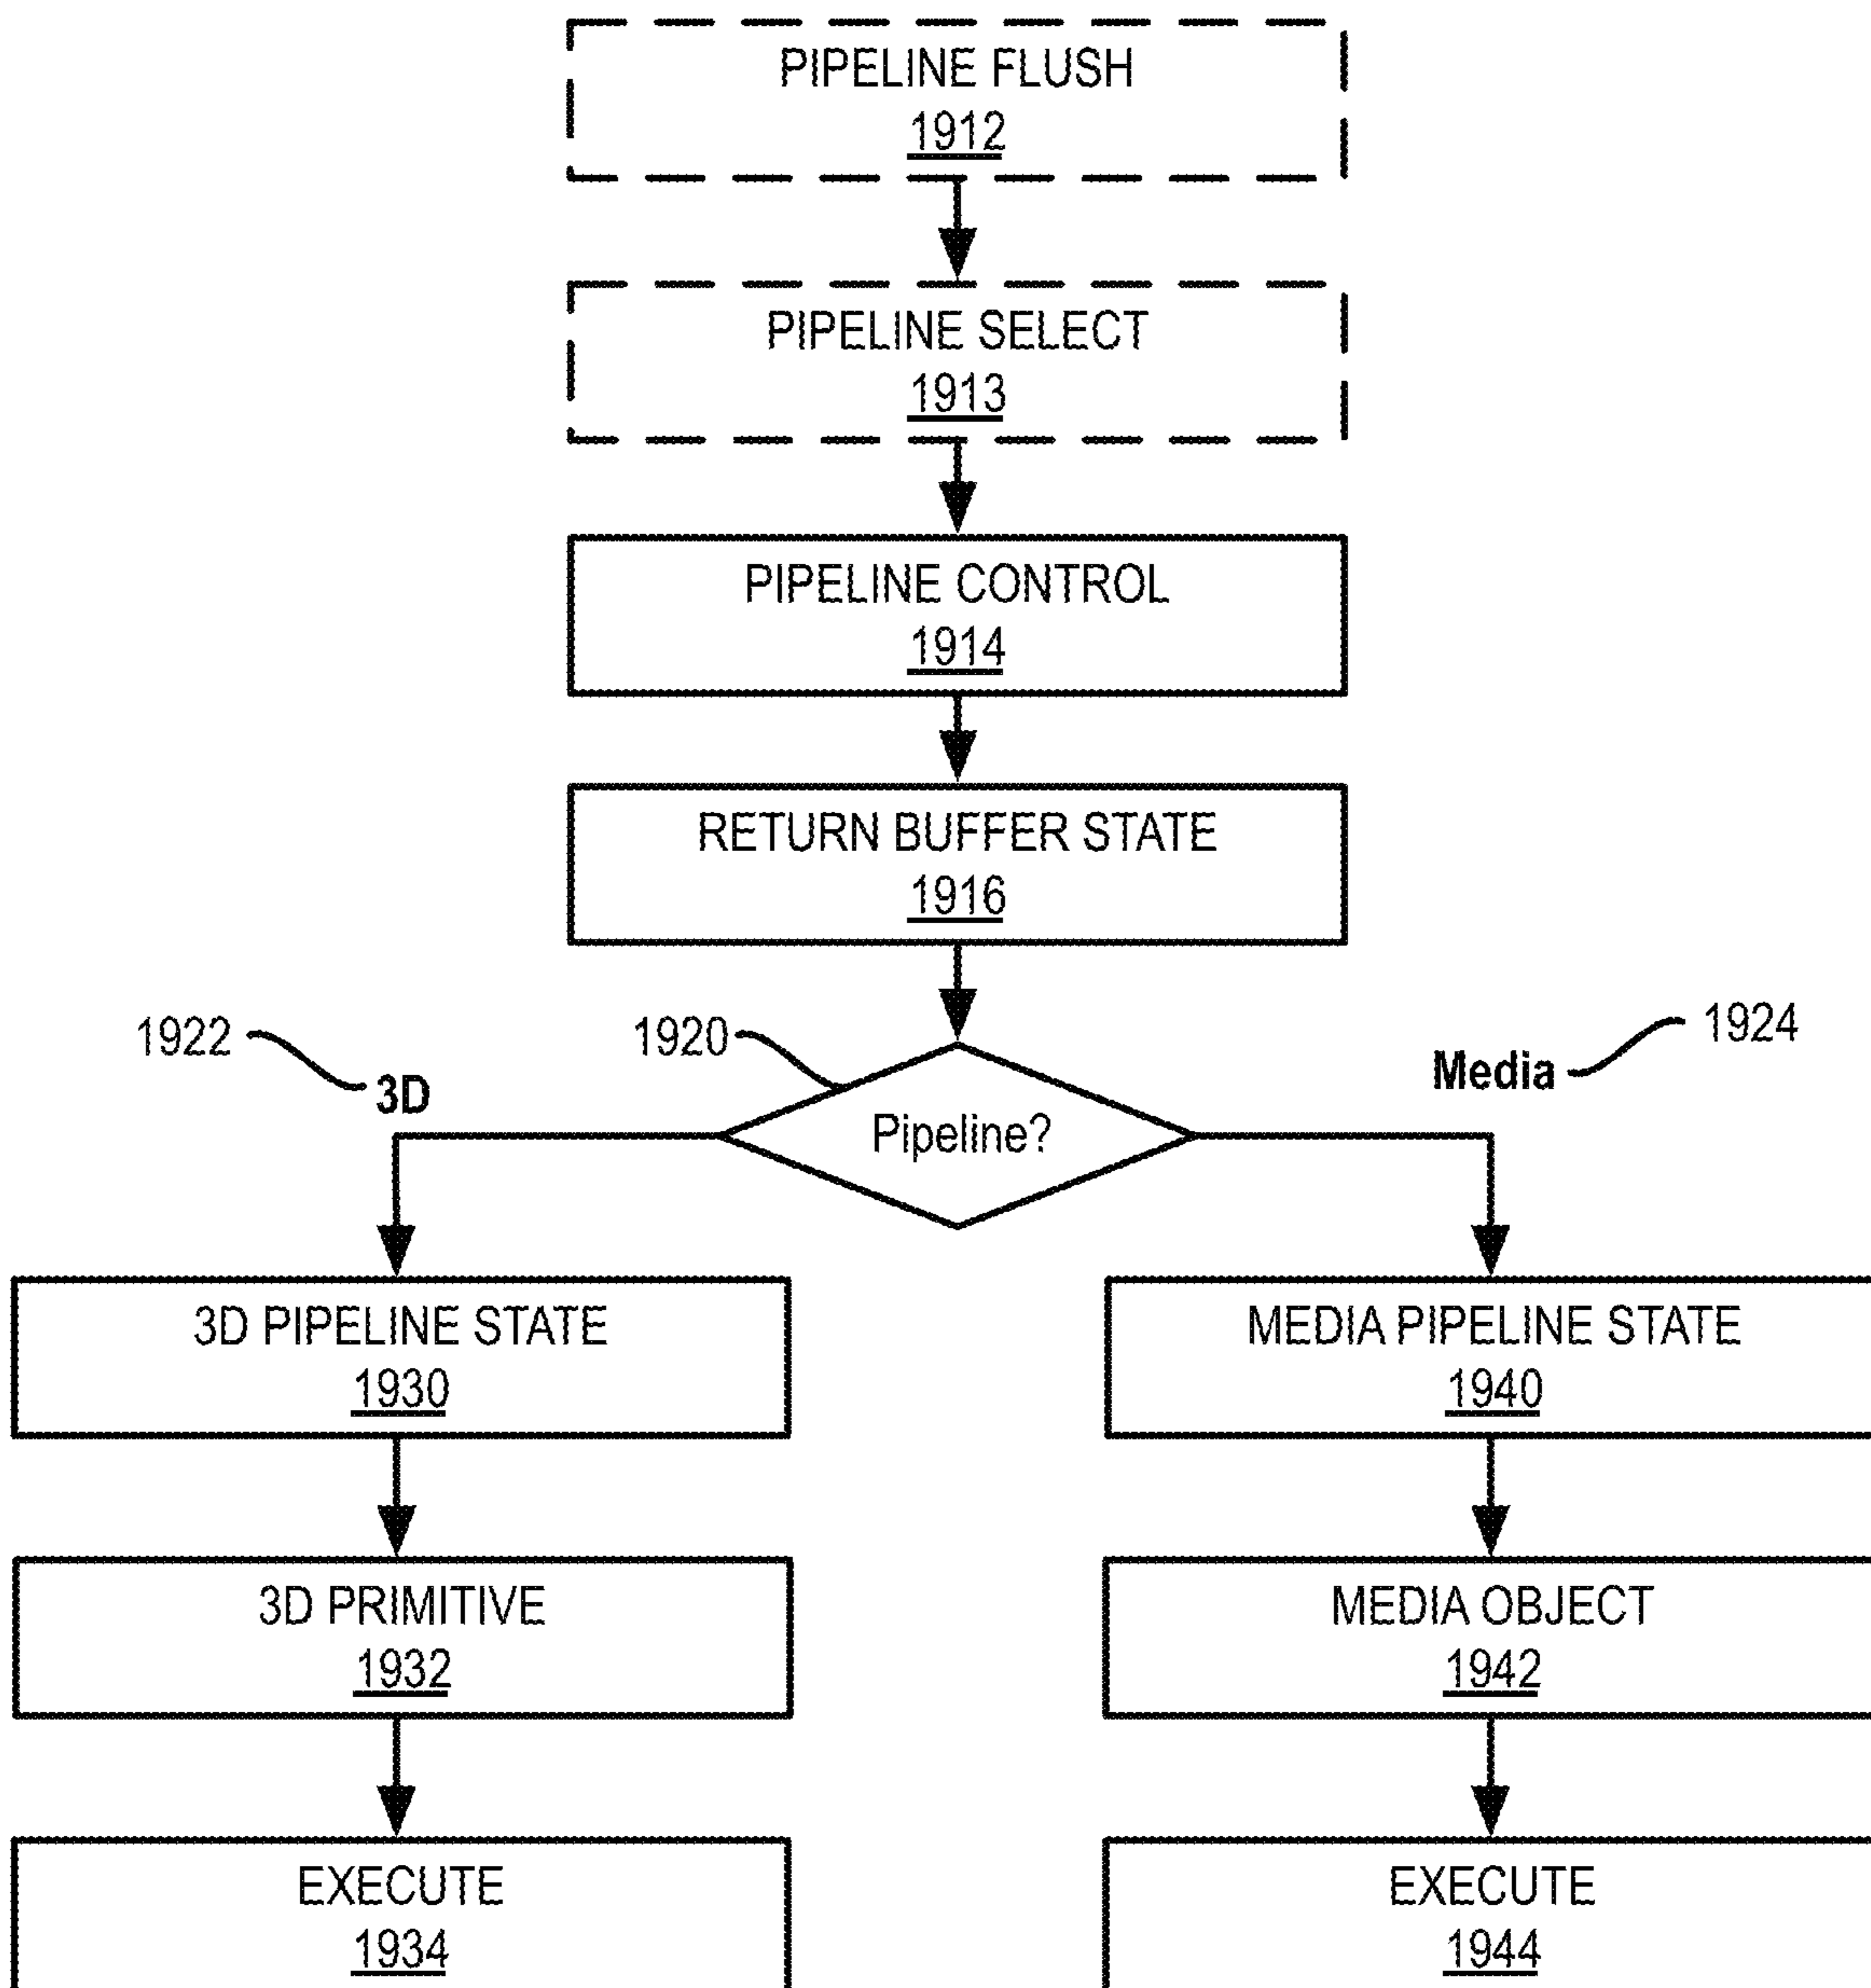 PIPELINE FLUSH
1912
PIPELINE SELECT
1913
PIPELINE CONTROL
1914
RETURN BUFFER STATE
1916
1922
1920
1924
3D
Media
Pipeline?
3D PIPELINE STATE
1930
MEDIA PIPELINE STATE
1940
3D PRIMITIVE
1932
MEDIA OBJECT
1942
EXECUTE
1934
EXECUTE
1944